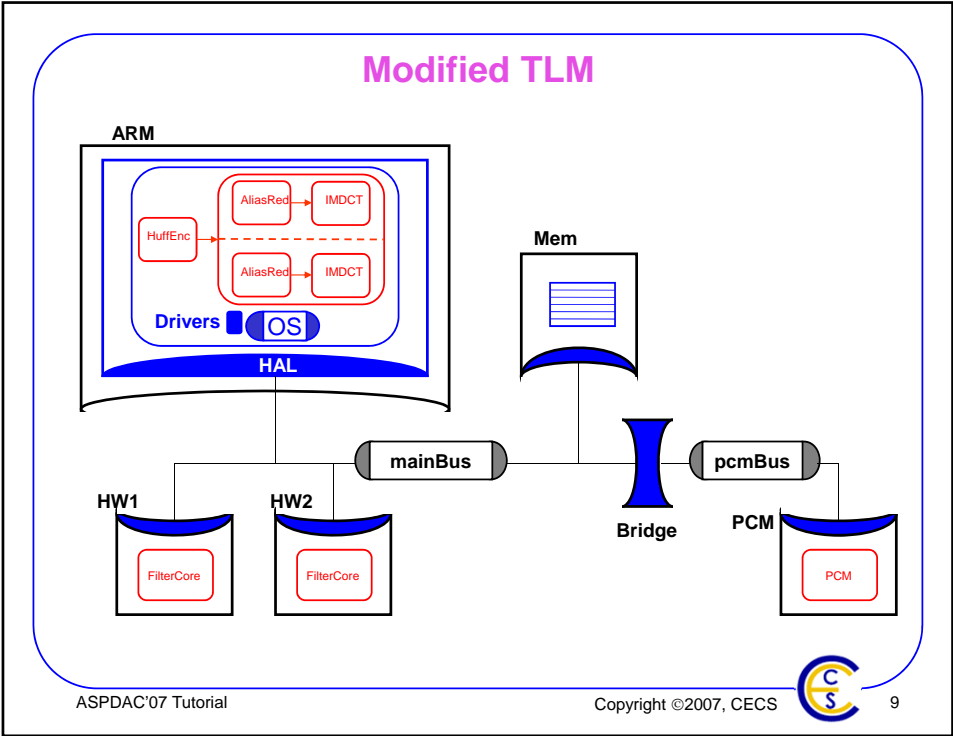 Modified TLM
ARM
AliasRed
IMDCT
HuffEnc
AliasRed
IMDCT
Drivers
OS
HAL
Mem
mainBus
pcmBus
HW1
HW2
Bridge
PCM
FilterCore
FilterCore
PCM
ASPDAC'07 Tutorial
Copyright ©2007, CECS
C
S
9